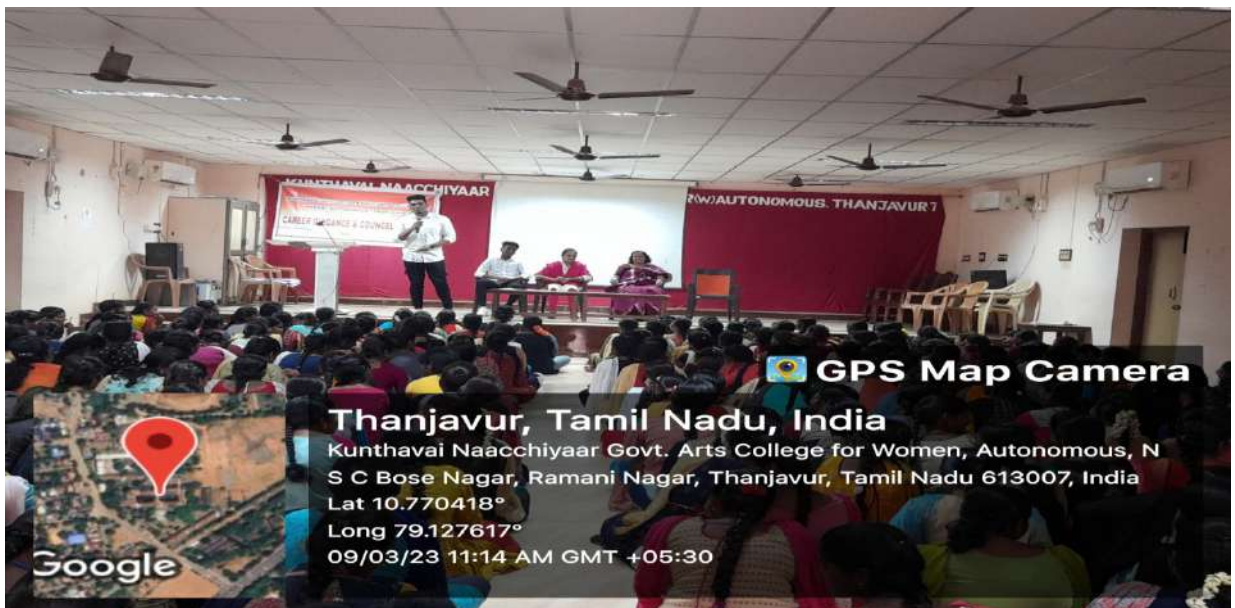 KUNTHAVAI NAACCHIYAAR
R(W)AUTONOMOUS. THANJAVUR 7
CAREER GUIDANCE & COUNCEL
GPS Map Camera
Thanjavur, Tamil Nadu, India
Kunthavai Naacchiyaar Govt. Arts College for Women, Autonomous, N
S C Bose Nagar, Ramani Nagar, Thanjavur, Tamil Nadu 613007, India
Lat 10.770418°
Long 79.127617°
09/03/23 11:14 AM GMT +05:30
Google